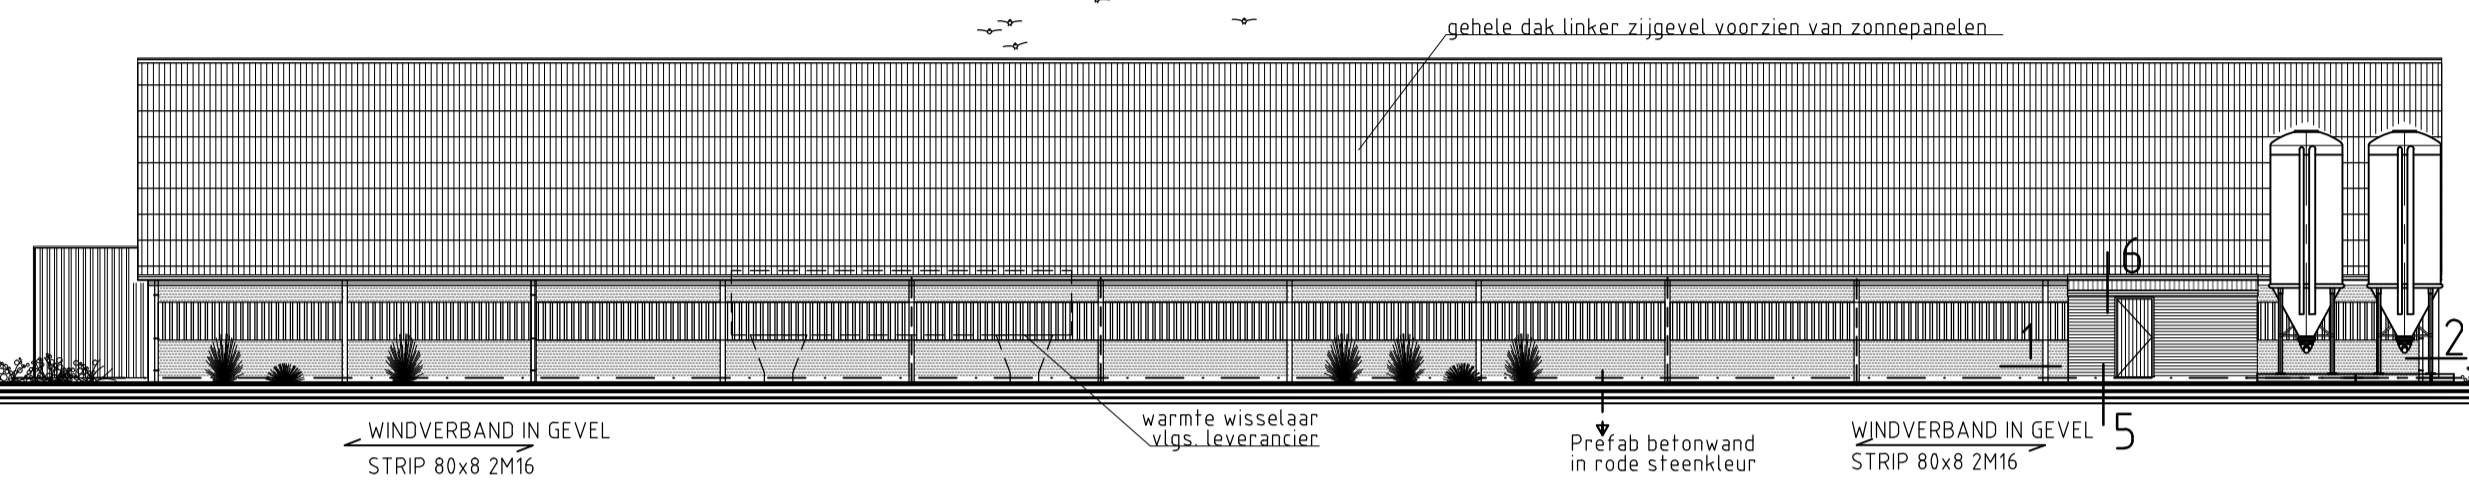 gehele dak linker zijgevel voorzien van zonnepanelen
6
1
2
warmte wisselaar
vlgs. leverancier
WINDVERBAND IN GEVEL
STRIP 80x8 2M16
Prefab betonwand
in rode steenkleur
WINDVERBAND IN GEVEL
STRIP 80x8 2M16
5